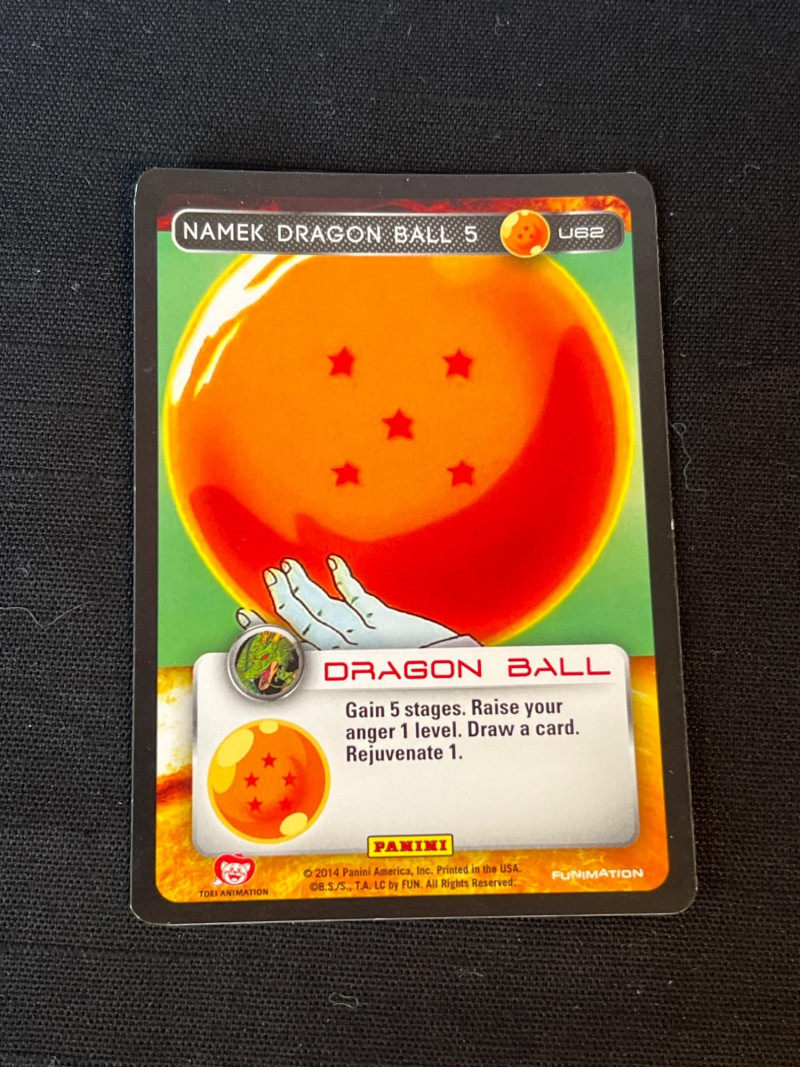 NAMEK DRAGON BALL 5 U62
DRAGON BALL
Gain 5 stages. Raise your
anger 1 level. Draw a card.
Rejuvenate 1.
PANINI
TOEI ANIMATION
© 2014 Panini America, Inc. Printed in the USA.
©B.S./S., T.A. LC by FUN. All Rights Reserved.
FUNIMATION